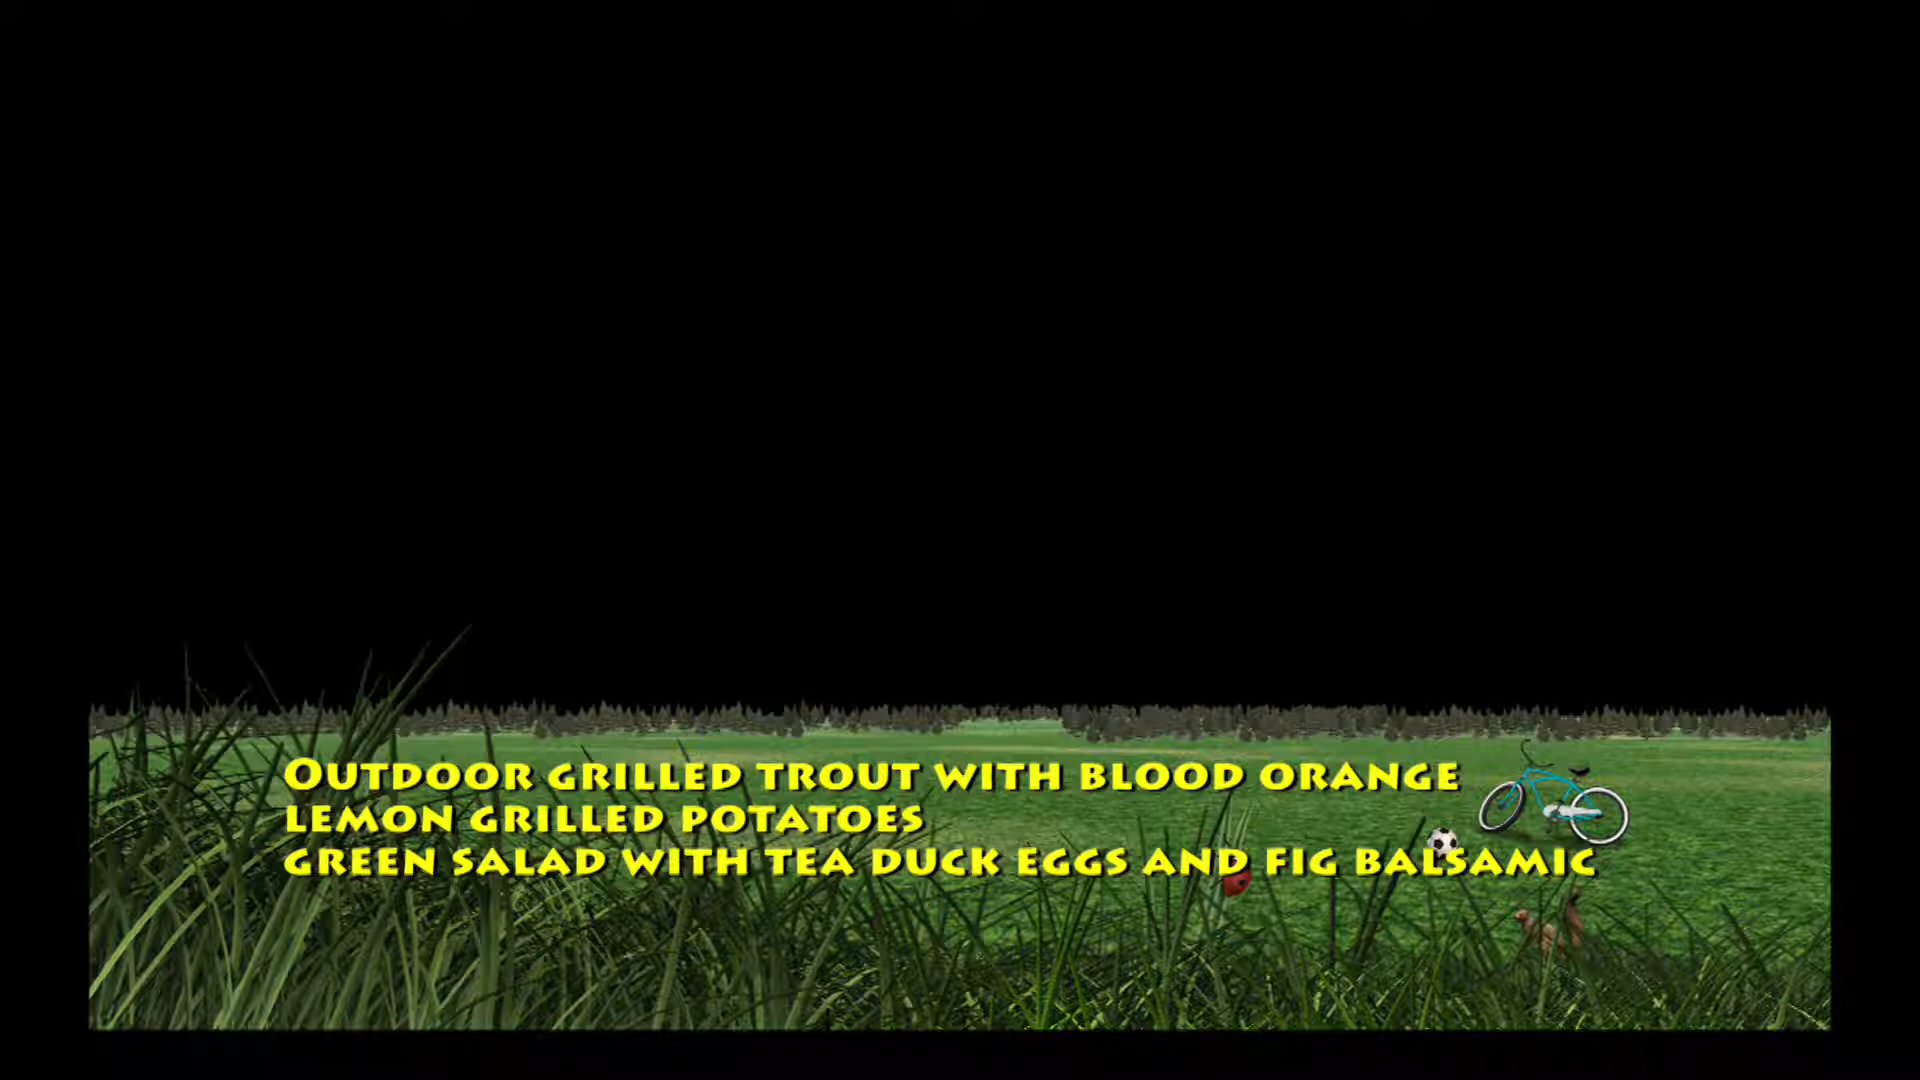 Outdoor grilled trout with blood orange
lemon grilled potatoes
green salad with tea duck eggs and fig balsamic